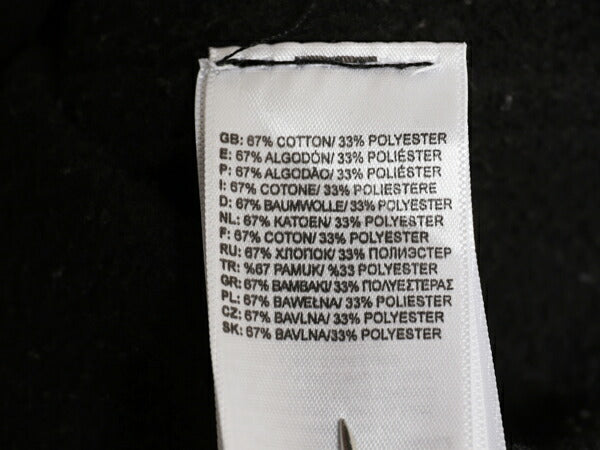 GB: 67% COTTON/ 33% POLYESTER
E: 67% ALGODÓN/ 33% POLIÉSTER
P: 67% ALGODÃO/ 33% POLIÉSTER
I: 67% COTONE/ 33% POLIESTERE
D: 67% BAUMWOLLE/ 33% POLYESTER
NL: 67% KATOEN/ 33% POLYESTER
F: 67% COTON/ 33% POLYESTER
RU: 67% ХЛОПОК/ 33% ПОЛИЭСТЕР
TR: %67 PAMUK/ %33 POLYESTER
GR: 67% ΒΑΜΒΑΚΙ/ 33% ΠΟΛΥΕΣΤΕΡΑΣ
PL: 67% BAWEŁNA/ 33% POLIESTER
CZ: 67% BAVLNA/ 33% POLYESTER
SK: 67% BAVLNA/33% POLYESTER